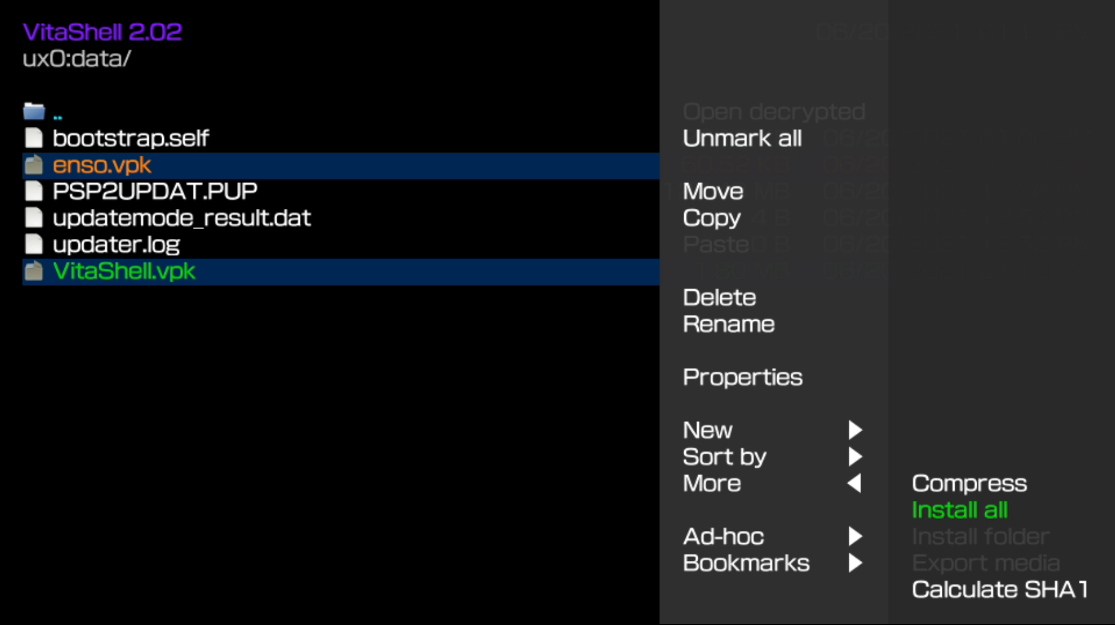 VitaShell 2.02
ux0:data/
..
bootstrap.self
enso.vpk
PSP2UPDAT.PUP
updatemode_result.dat
updater.log
VitaShell.vpk
Open decrypted
Unmark all
Move
Copy
Paste
Delete
Rename
Properties
New
Sort by
More
Ad-hoc
Bookmarks
Compress
Install all
Install folder
Export media
Calculate SHA1